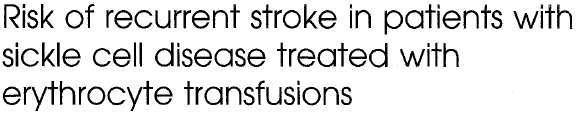 Risk of recurrent stroke in patients with
sickle cell disease treated with
erythrocyte transfusions